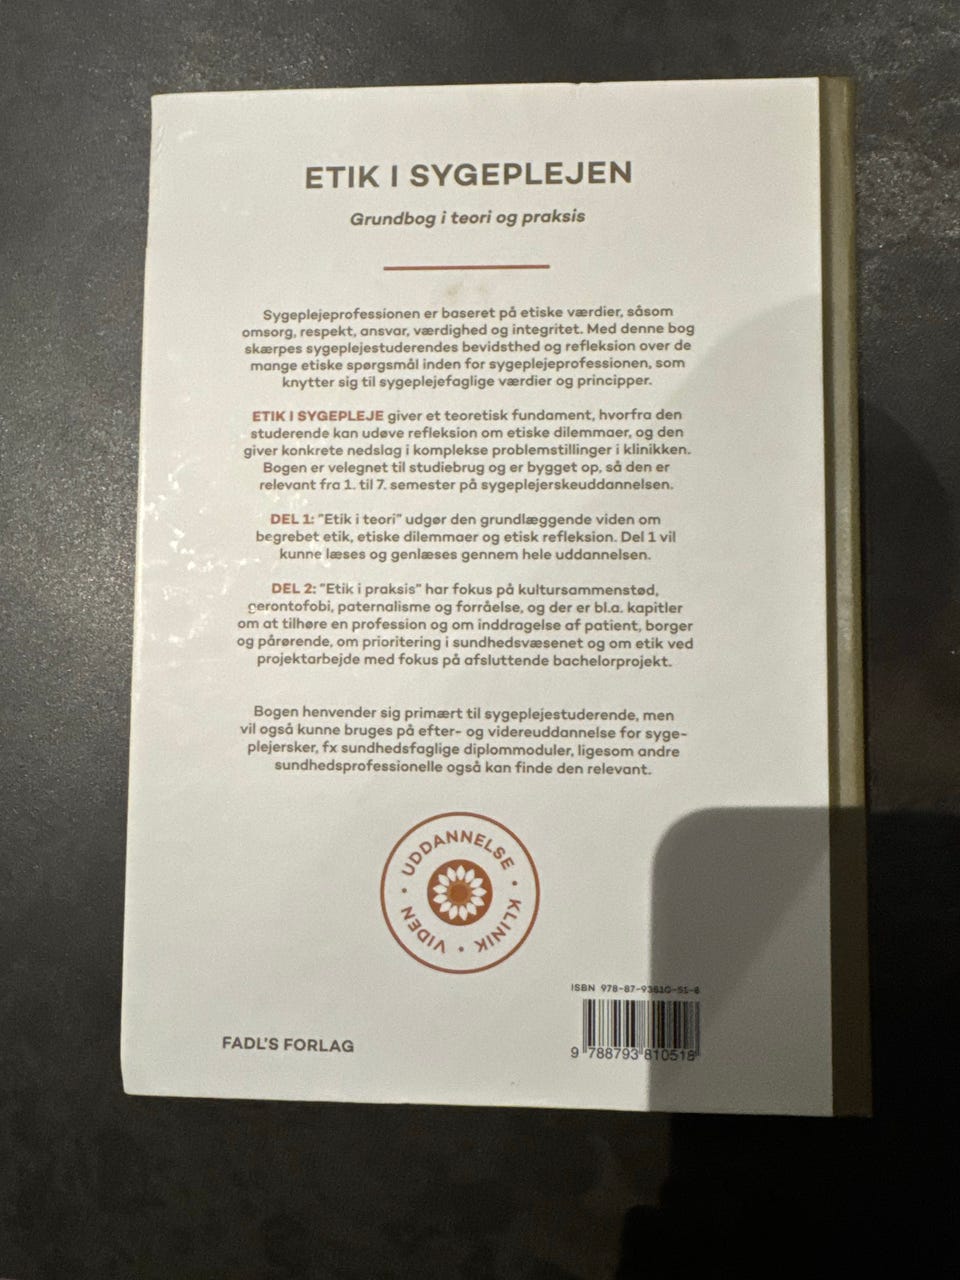 ETIK I SYGEPLEJEN
Grundbog i teori og praksis
Sygeplejeprofessionen er baseret på etiske værdier, såsom
omsorg, respekt, ansvar, værdighed og integritet. Med denne bog
skærpes sygeplejestuderendes bevidsthed og refleksion over de
mange etiske spørgsmål inden for sygeplejeprofessionen, som
knytter sig til sygeplejefaglige værdier og principper.
ETIK I SYGEPLEJE giver et teoretisk fundament, hvorfra den
studerende kan udøve refleksion om etiske dilemmaer, og den
giver konkrete nedslag i komplekse problemstillinger i klinikken.
Bogen er velegnet til studiebrug og er bygget op, så den er
relevant fra 1. til 7. semester på sygeplejerskeuddannelsen.
DEL 1: "Etik i teori" udgør den grundlæggende viden om
begrebet etik, etiske dilemmaer og etisk refleksion. Del 1 vil
kunne læses og genlæses gennem hele uddannelsen.
DEL 2: "Etik i praksis" har fokus på kultursammenstød,
gerontofobi, paternalisme og forråelse, og der er bl.a. kapitler
om at tilhøre en profession og om inddragelse af patient, borger
og pårørende, om prioritering i sundhedsvæsenet og om etik ved
projektarbejde med fokus på afsluttende bachelorprojekt.
Bogen henvender sig primært til sygeplejestuderende, men
vil også kunne bruges på efter- og videreuddannelse for syge-
plejersker, fx sundhedsfaglige diplommoduler, ligesom andre
sundhedsprofessionelle også kan finde den relevant.
UDDANNELSE • KLINIK • VIDEN •
ISBN 978-87-93810-51-8
9 788793 810518
FADL'S FORLAG